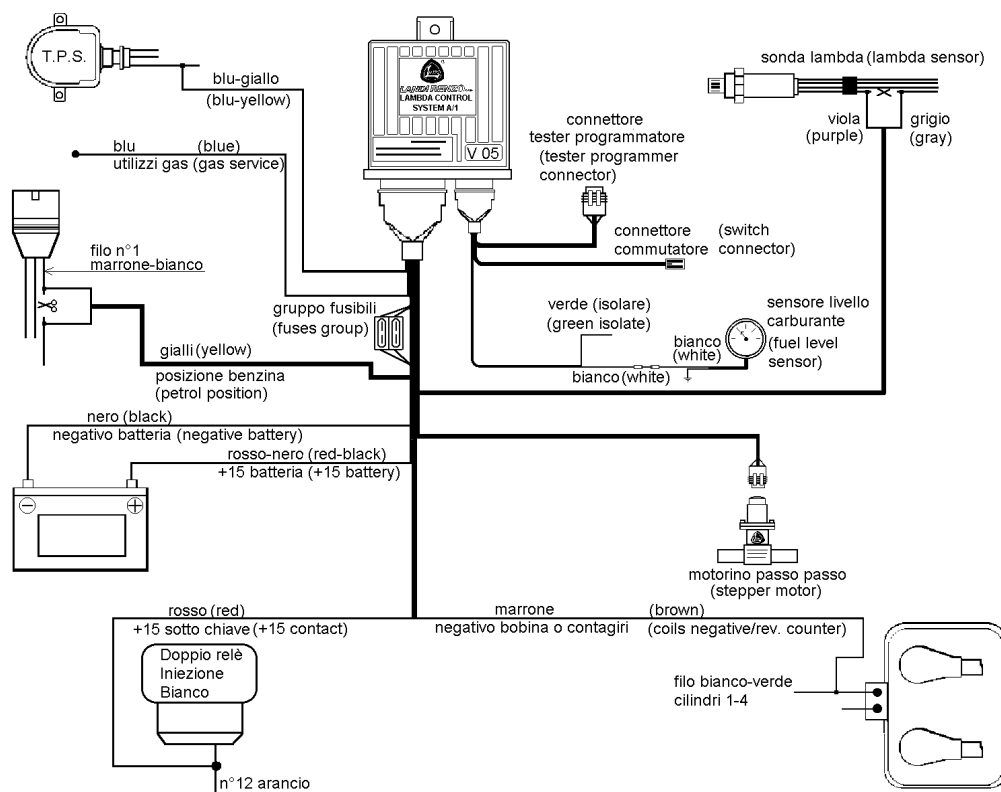 T.P.S.
blu-giallo
(blu-yellow)
blu (blue)
utilizzi gas (gas service)
LANDI RENZO
LAMBDA CONTROL
SYSTEM A/1
V 05
connettore
tester programmatore
(tester programmer
connector)
sonda lambda (lambda sensor)
viola
(purple)
grigio
(gray)
filo n°1
marrone-bianco
connettore
commutatore
(switch
connector)
gruppo fusibili
(fuses group)
verde (isolare)
(green isolate)
sensore livello
carburante
(fuel level
sensor)
bianco
(white)
bianco (white)
gialli (yellow)
posizione benzina
(petrol position)
nero (black)
negativo batteria (negative battery)
rosso-nero (red-black)
+15 batteria (+15 battery)
motorino passo passo
(stepper motor)
rosso (red)
+15 sotto chiave (+15 contact)
marrone (brown)
negativo bobina o contagiri (coils negative/rev. counter)
Doppio relè
Iniezione
Bianco
filo bianco-verde
cilindri 1-4
n°12 arancio